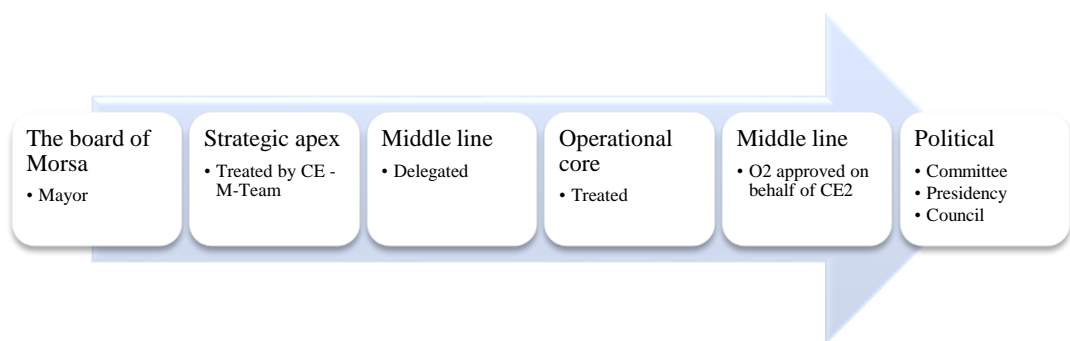 The board of
Morsa
• Mayor
Strategic apex
• Treated by CE -
M-Team
Middle line
• Delegated
Operational
core
• Treated
Middle line
• O2 approved on
behalf of CE2
Political
• Committee
• Presidency
• Council